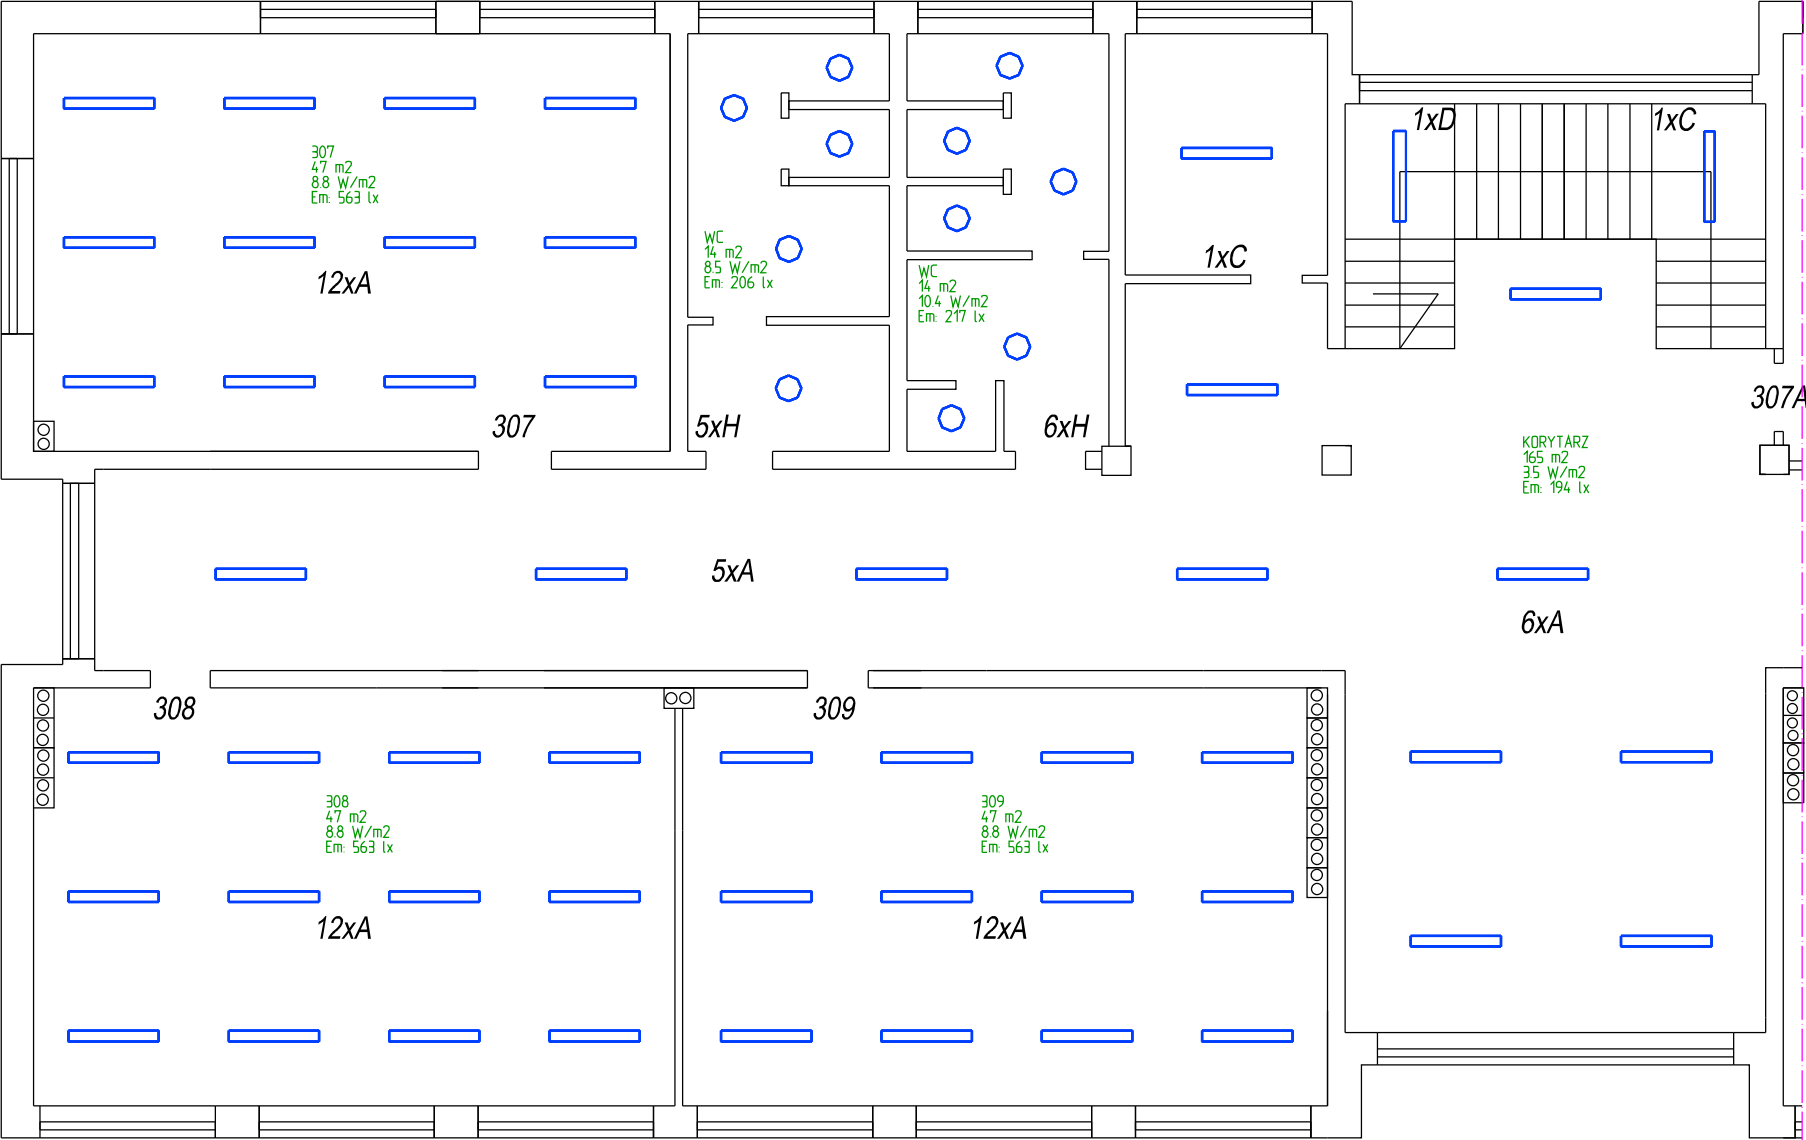 1xD
1xC
307
47 m2
8.8 W/m2
Em: 563 lx
12xA
WC
14 m2
8.5 W/m2
Em: 206 lx
WC
14 m2
10.4 W/m2
Em: 217 lx
1xC
307
5xH
6xH
307A
KORYTARZ
165 m2
3.5 W/m2
Em: 194 lx
5xA
6xA
308
309
308
47 m2
8.8 W/m2
Em: 563 lx
309
47 m2
8.8 W/m2
Em: 563 lx
12xA
12xA